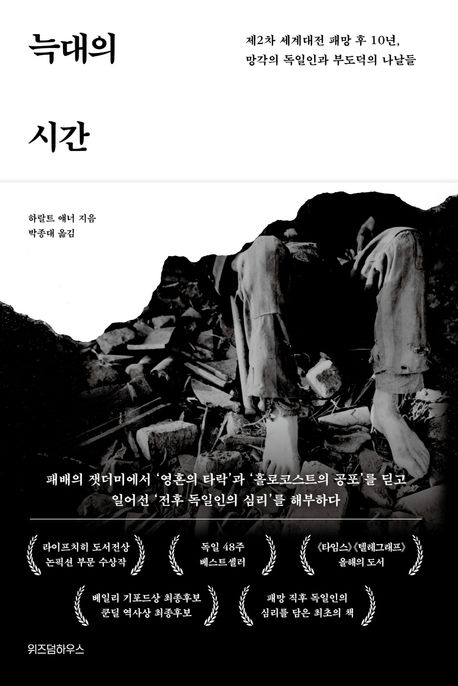 늑대의
시간
제2차 세계대전 패망 후 10년,
망각의 독일인과 부도덕의 나날들
하랄트 얘너 지음
박종대 옮김
패배의 잿더미에서 ‘영혼의 타락’과 ‘홀로코스트의 공포’를 딛고
일어선 ‘전후 독일인의 심리’를 해부하다
라이프치히 도서전상
논픽션 부문 수상작
독일 48주
베스트셀러
《타임스》《텔레그래프》
올해의 도서
베일리 기포드상 최종후보
쿤딜 역사상 최종후보
패망 직후 독일인의
심리를 담은 최초의 책
위즈덤하우스